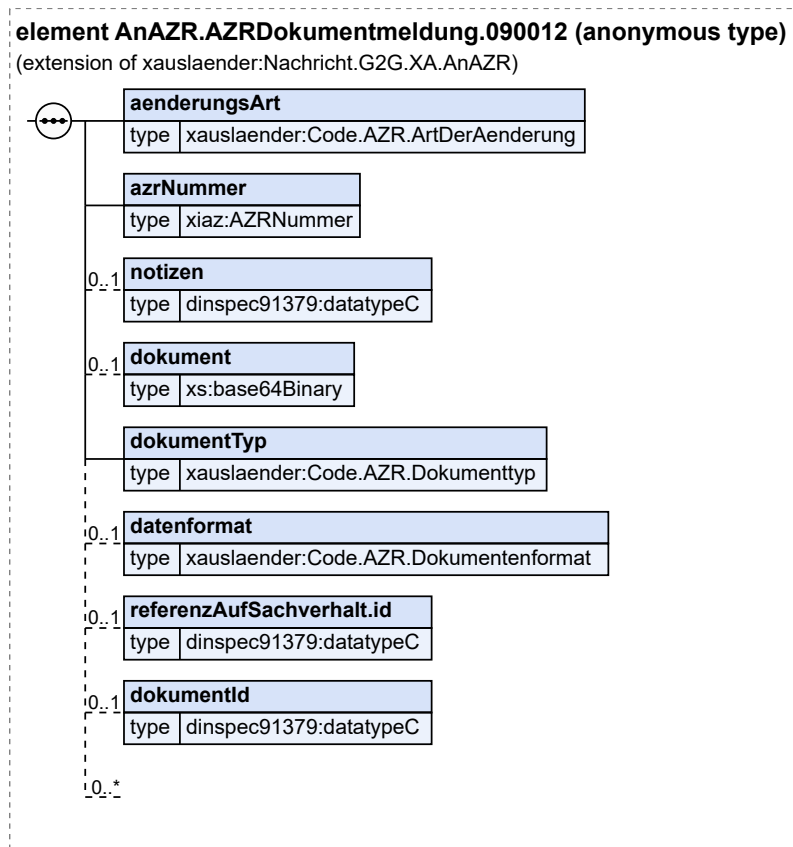 element AnAZR.AZRDokumentmeldung.090012 (anonymous type)
(extension of xauslaender:Nachricht.G2G.XA.AnAZR)
aenderungsArt
type xauslaender:Code.AZR.ArtDerAenderung
azrNummer
type xiaz:AZRNummer
0..1 notizen
type dinspec91379:datatypeC
0..1 dokument
type xs:base64Binary
dokumentTyp
type xauslaender:Code.AZR.Dokumenttyp
0..1 datenformat
type xauslaender:Code.AZR.Dokumentenformat
0..1 referenzAufSachverhalt.id
type dinspec91379:datatypeC
0..1 dokumentId
type dinspec91379:datatypeC
0..*